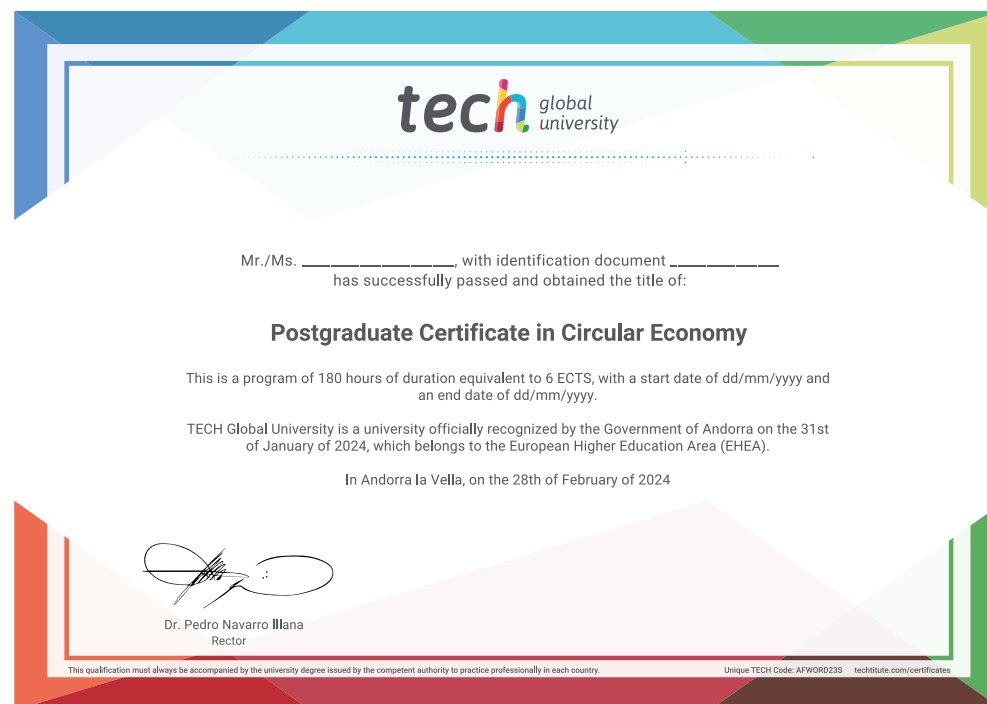 tech global
university
Mr./Ms. ____________________, with identification document ______________
has successfully passed and obtained the title of:
Postgraduate Certificate in Circular Economy
This is a program of 180 hours of duration equivalent to 6 ECTS, with a start date of dd/mm/yyyy and
an end date of dd/mm/yyyy.
TECH Global University is a university officially recognized by the Government of Andorra on the 31st
of January of 2024, which belongs to the European Higher Education Area (EHEA).
In Andorra la Vella, on the 28th of February of 2024
Dr. Pedro Navarro Illana
Rector
This qualification must always be accompanied by the university degree issued by the competent authority to practice professionally in each country. Unique TECH Code: AFWORD23S techtitute.com/certificates